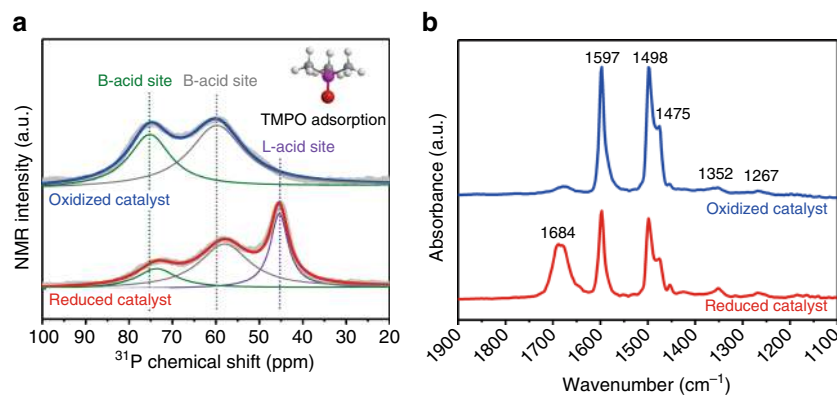 a
B-acid site
B-acid site
TMPO adsorption
L-acid site
NMR intensity (a.u.)
Oxidized catalyst
Reduced catalyst
100 90 80 70 60 50 40 30 20
³¹P chemical shift (ppm)
b
1597
1498
1475
1352
1267
Oxidized catalyst
1684
Reduced catalyst
Absorbance (a.u.)
1900 1800 1700 1600 1500 1400 1300 1200 1100
Wavenumber (cm⁻¹)